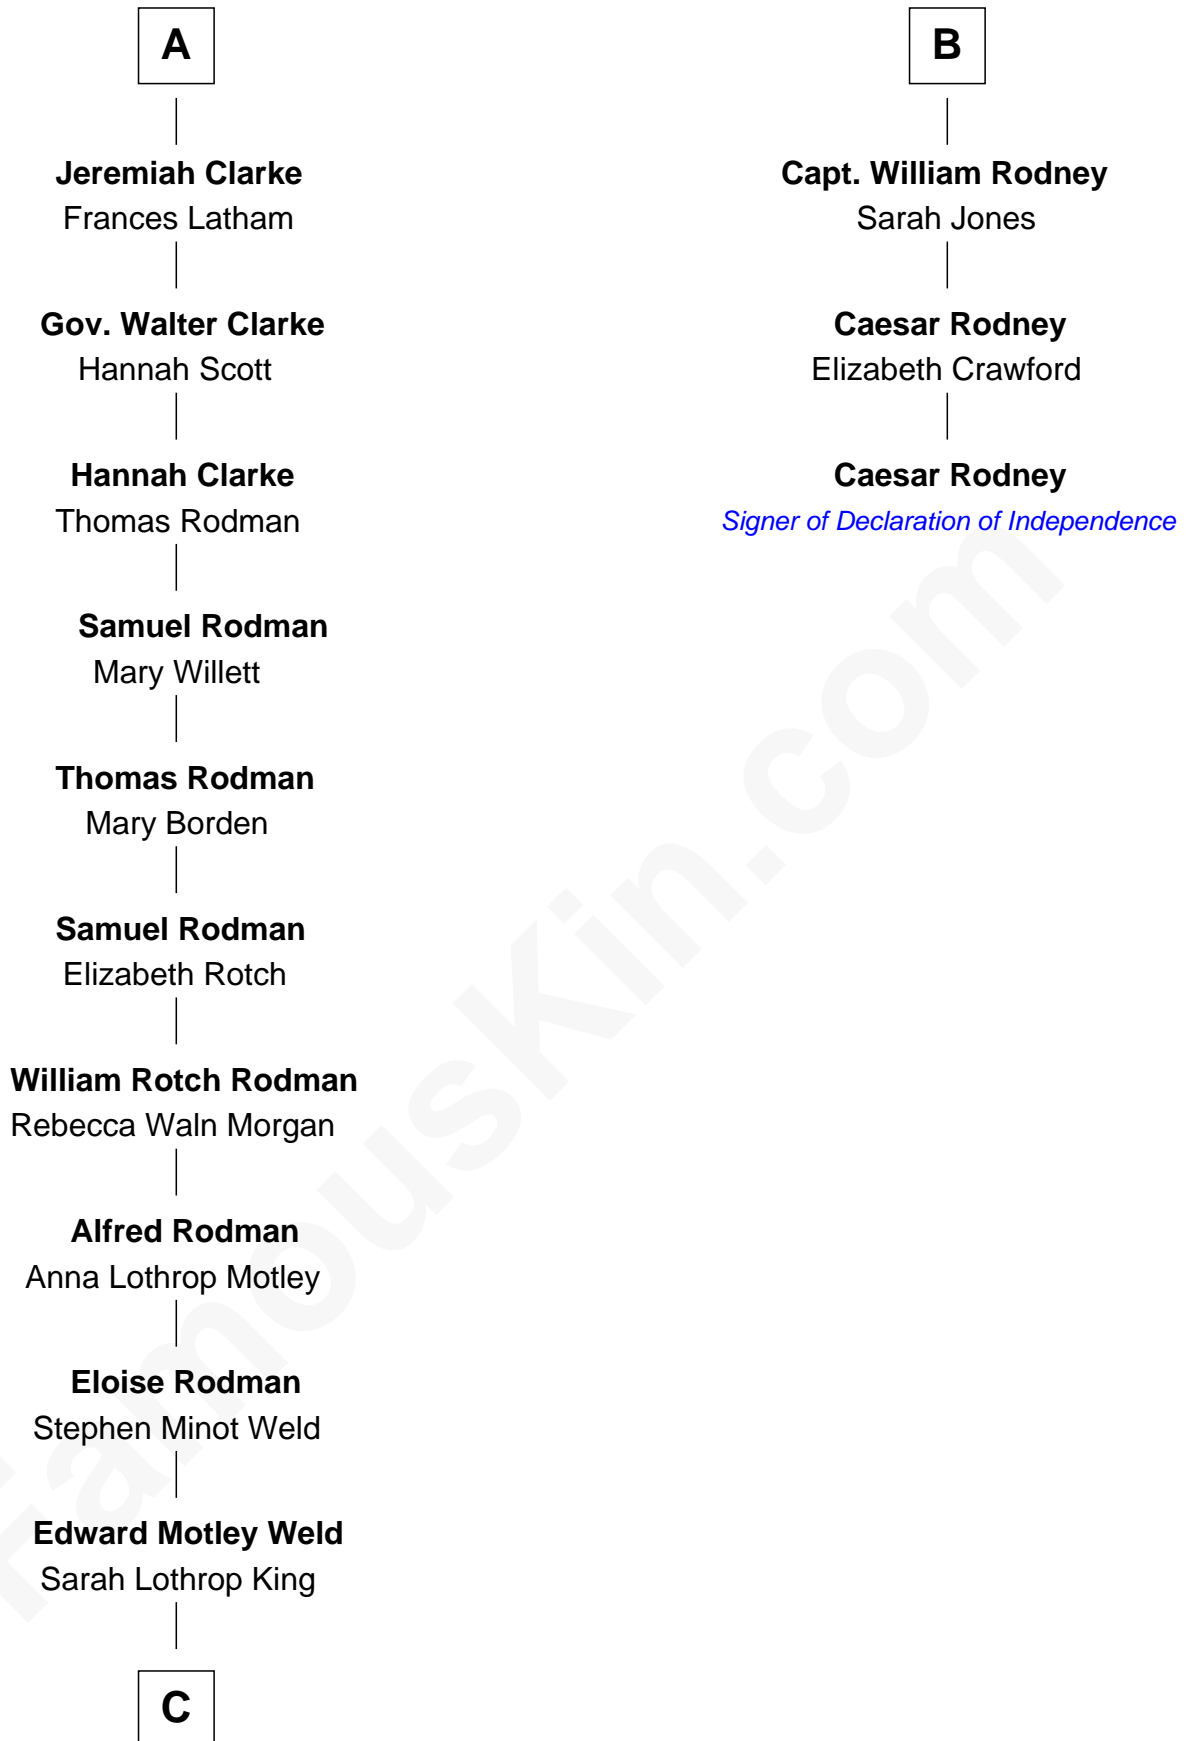 A
Jeremiah Clarke
Frances Latham
Gov. Walter Clarke
Hannah Scott
Hannah Clarke
Thomas Rodman
Samuel Rodman
Mary Willett
Thomas Rodman
Mary Borden
Samuel Rodman
Elizabeth Rotch
William Rotch Rodman
Rebecca Waln Morgan
Alfred Rodman
Anna Lothrop Motley
Eloise Rodman
Stephen Minot Weld
Edward Motley Weld
Sarah Lothrop King
C
B
Capt. William Rodney
Sarah Jones
Caesar Rodney
Elizabeth Crawford
Caesar Rodney
Signer of Declaration of Independence
FamousKin.com